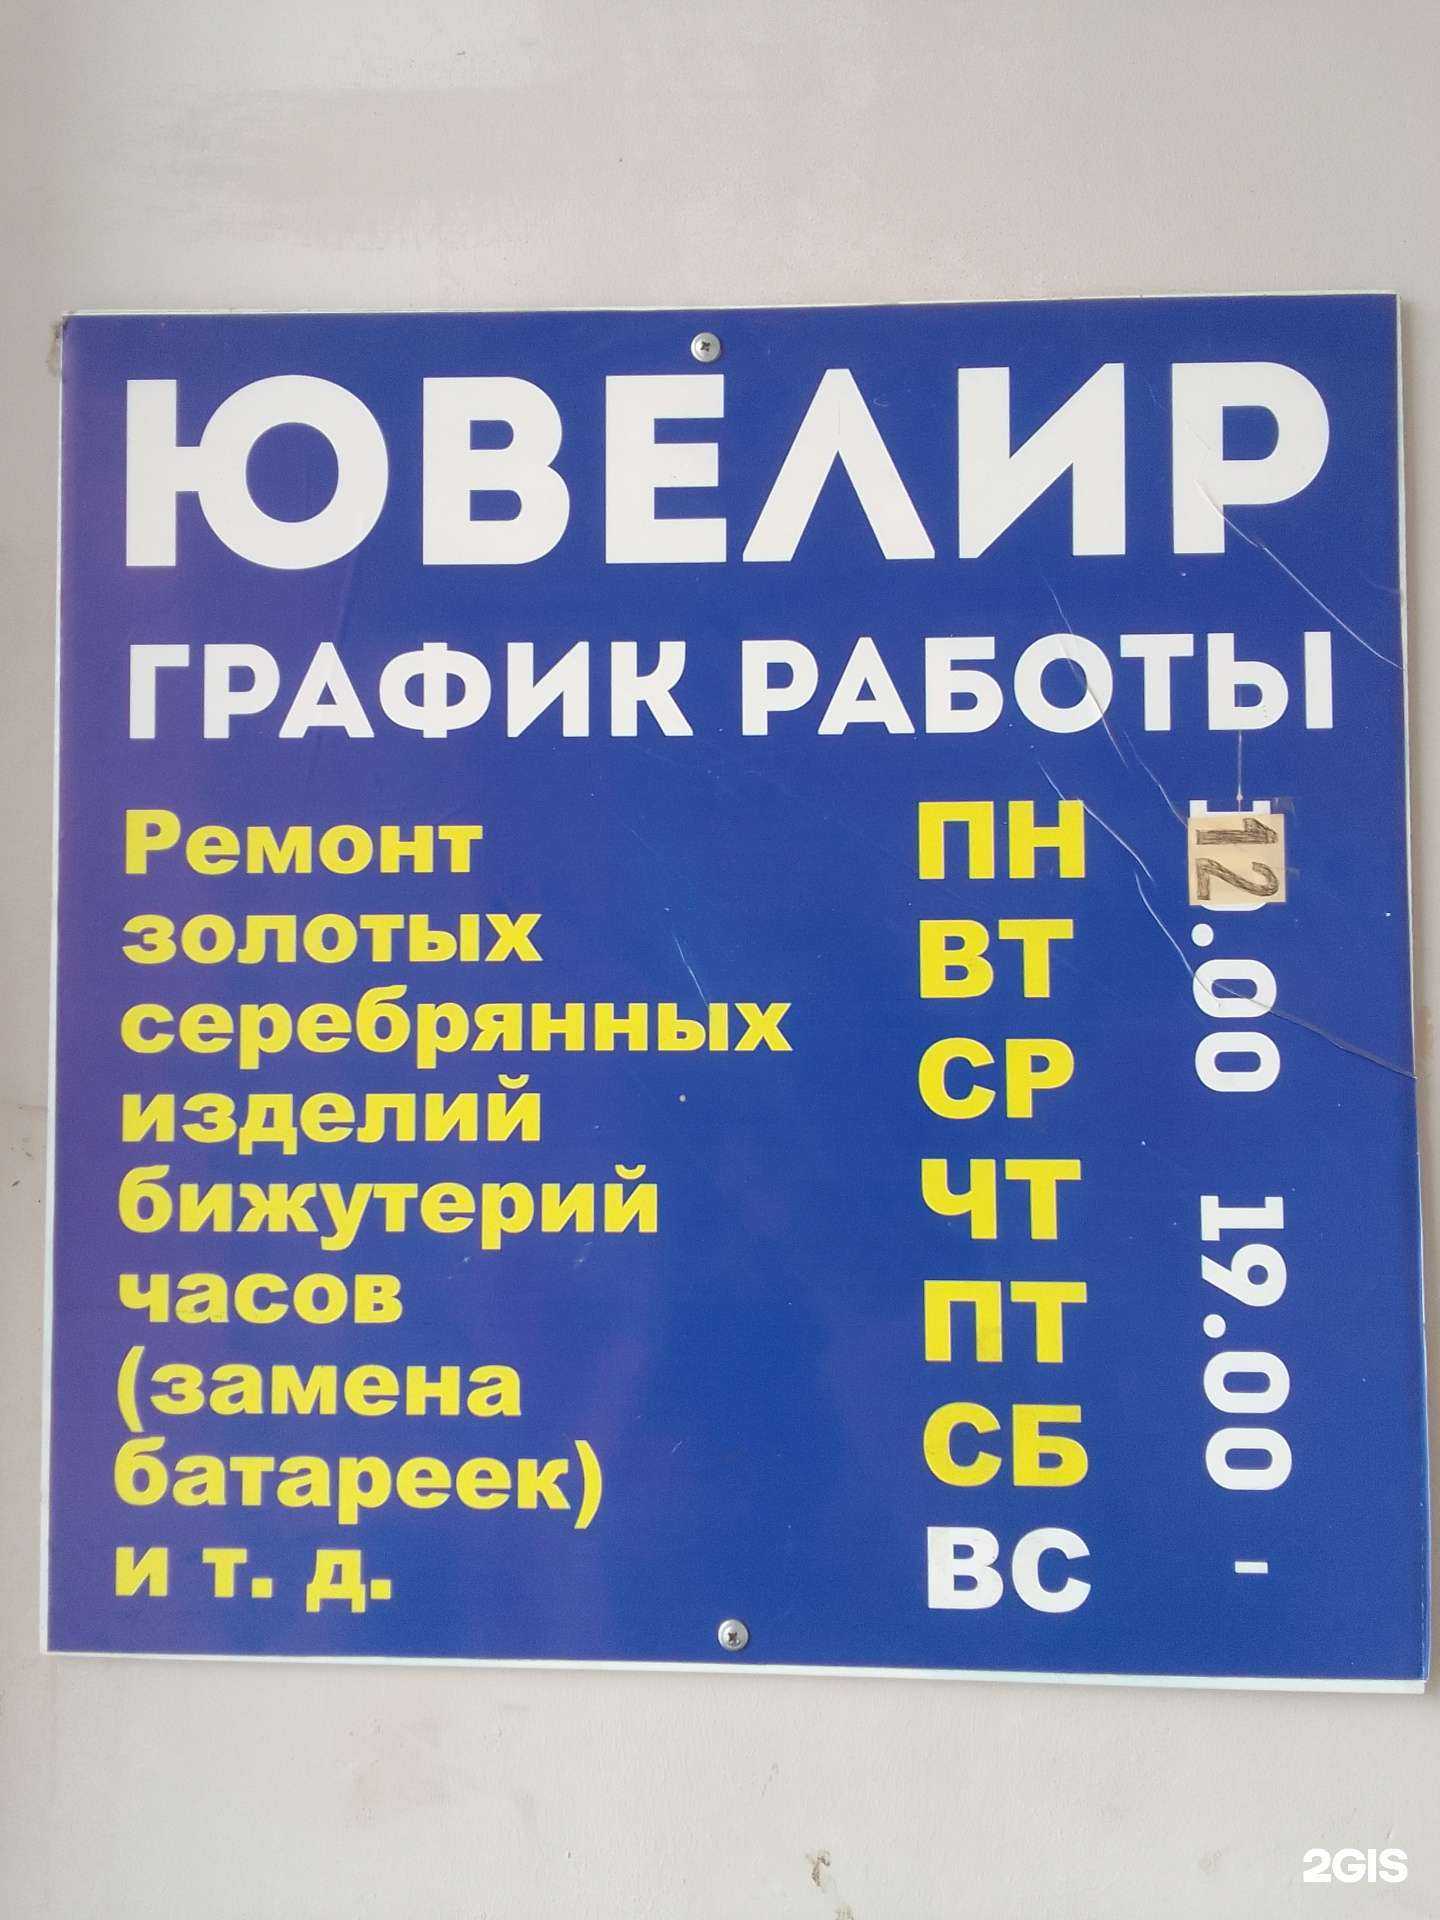 ЮВЕЛИР
ГРАФИК РАБОТЫ
Ремонт
золотых
серебрянных
изделий
бижутерий
часов
(замена
батареек)
и т. д.
ПН
ВТ
СР
ЧТ
ПТ
СБ
ВС
12.00 19.00
-
2GIS